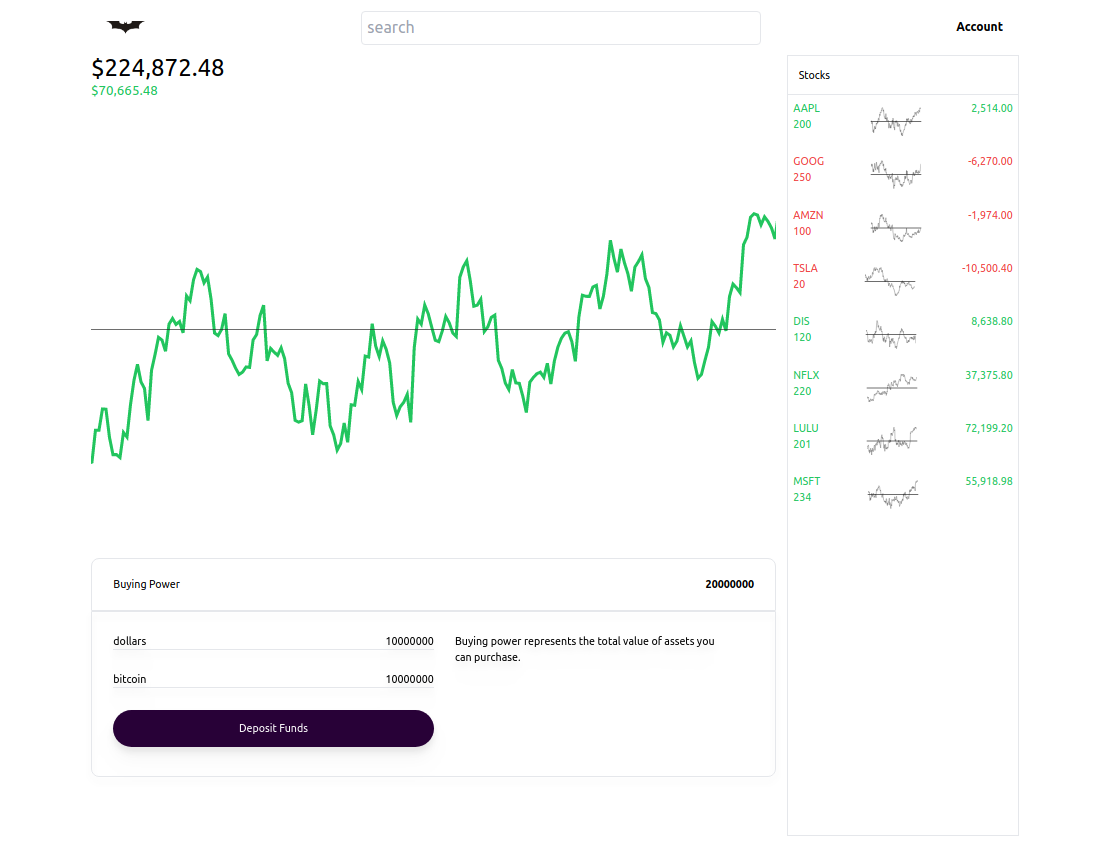 search
Account
$224,872.48
$70,665.48
Stocks
AAPL 2,514.00
200
GOOG -6,270.00
250
AMZN -1,974.00
100
TSLA -10,500.40
20
DIS 8,638.80
120
NFLX 37,375.80
220
LULU 72,199.20
201
MSFT 55,918.98
234
Buying Power 20000000
dollars 10000000
bitcoin 10000000
Deposit Funds
Buying power represents the total value of assets you
can purchase.